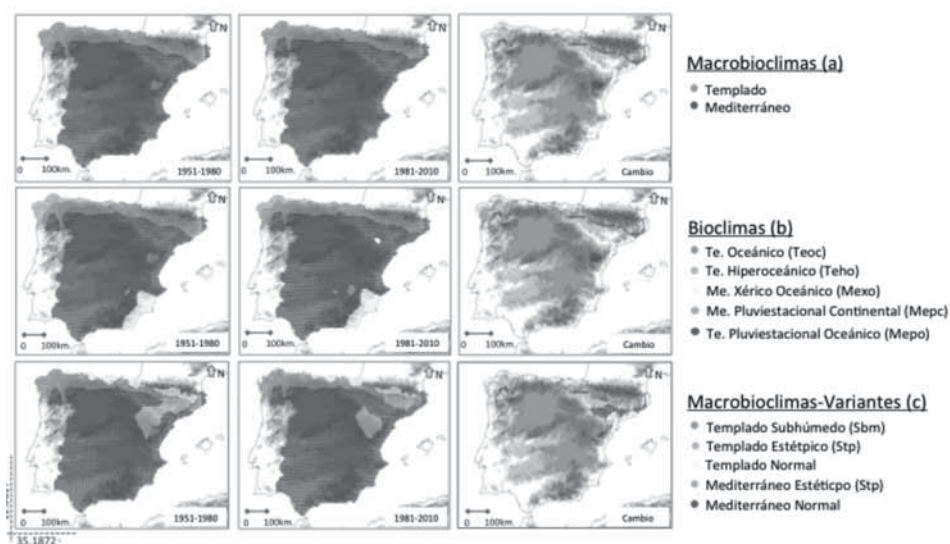 N
N
N
0
100km.
1951-1980
0
100km.
1981-2010
0
100km.
Cambio
Macrobioclimas (a)
Templado
Mediterráneo
N
N
N
0
100km.
1951-1980
0
100km.
1981-2010
0
100km.
Cambio
Bioclimas (b)
Te. Oceánico (Teoc)
Te. Hiperoceánico (Teho)
Me. Xérico Oceánico (Mexo)
Me. Pluviestacional Continental (Mepc)
Te. Pluviestacional Oceánico (Mepo)
N
N
N
0
100km.
1951-1980
0
100km.
1981-2010
0
100km.
Cambio
Macrobioclimas-Variantes (c)
Templado Subhúmedo (Sbm)
Templado Estétpico (Stp)
Templado Normal
Mediterráneo Estéticpo (Stp)
Mediterráneo Normal
35.1872